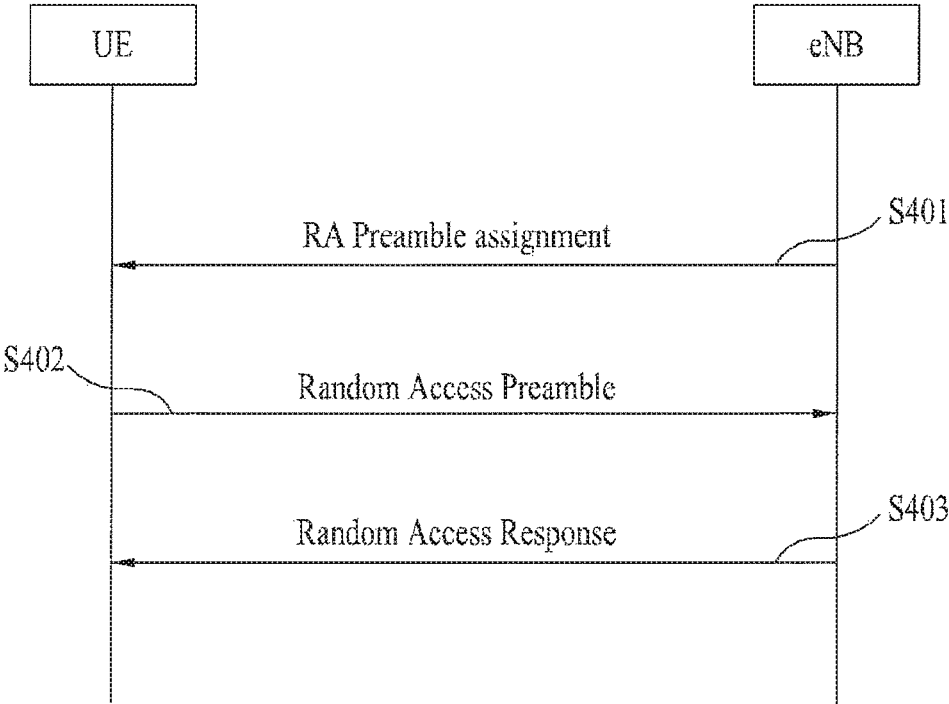 UE
eNB
S401
RA Preamble assignment
S402
Random Access Preamble
S403
Random Access Response